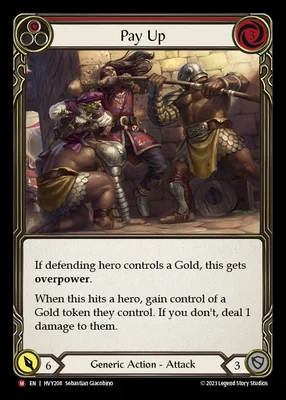 3
Pay Up
3
If defending hero controls a Gold, this gets
overpower.
When this hits a hero, gain control of a
Gold token they control. If you don't, deal 1
damage to them.
6
Generic Action - Attack
3
M EN | HVY208 Sebastian Giacobino
©2023 Legend Story Studios